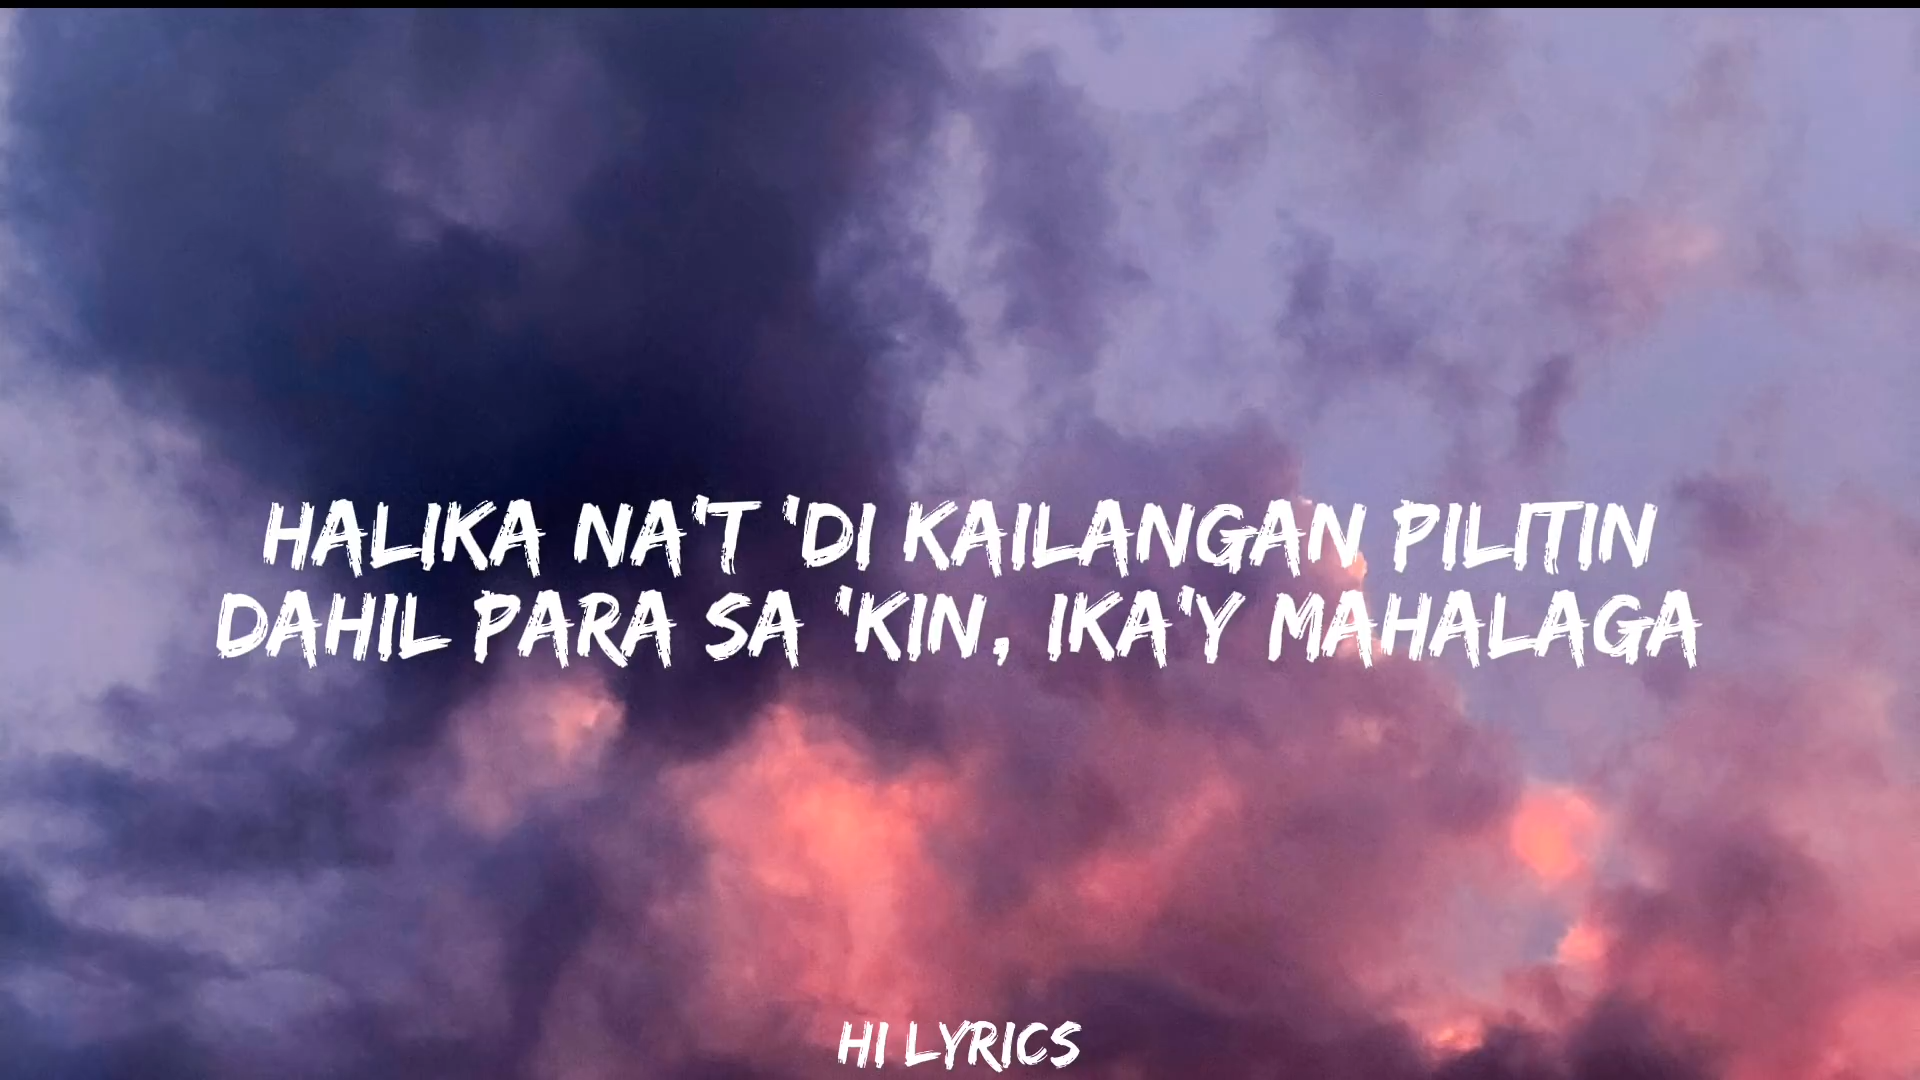 HALIKA NA'T 'DI KAILANGAN PILITIN
DAHIL PARA SA 'KIN, IKA'Y MAHALAGA
HI LYRICS